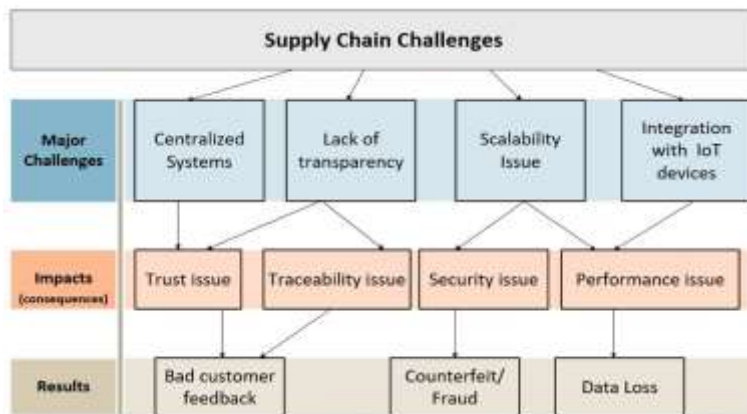 Supply Chain Challenges
Major
Challenges
Centralized
Systems
Lack of
transparency
Scalability
Issue
Integration
with IoT
devices
Impacts
(consequences)
Trust issue
Traceability issue
Security issue
Performance issue
Results
Bad customer
feedback
Counterfeit/
Fraud
Data Loss